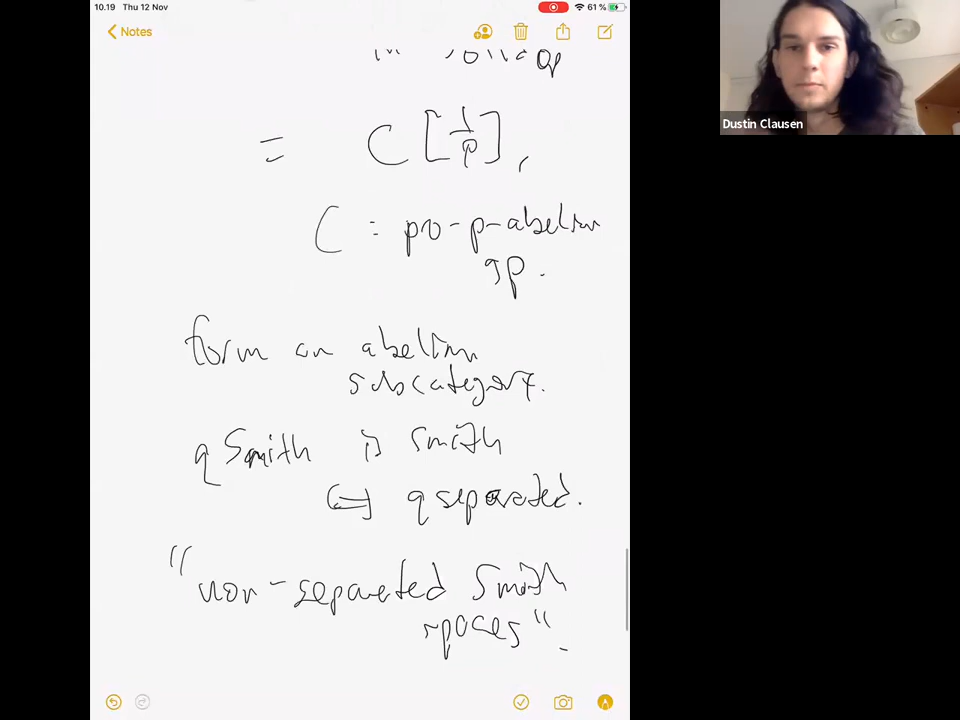 10.19 Thu 12 Nov
61 %
Notes
= C[1/p],
C = pro-p-abelian
gp.
form an abelian
subcategory.
qSmith is Smith
⇔ qseparated.
"non-separated Smith
spaces".
Dustin Clausen